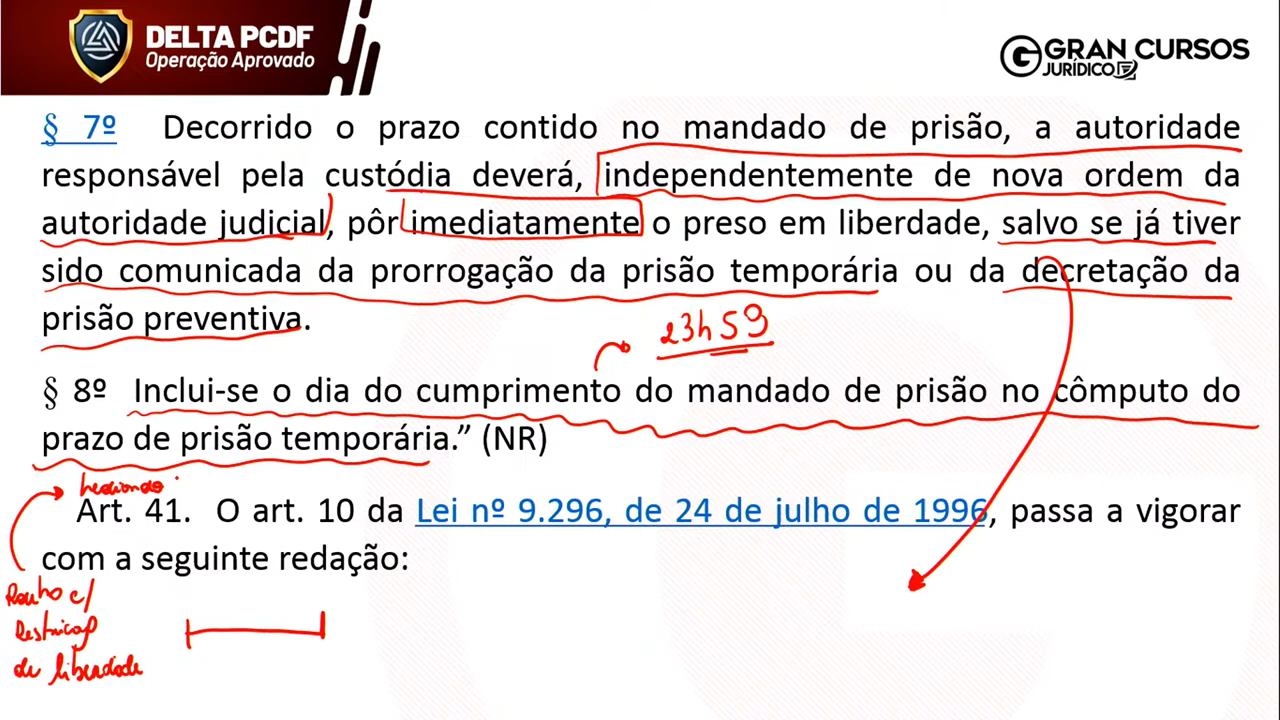 DELTA PCDF
Operação Aprovado
GRAN CURSOS
JURÍDICO
§ 7º Decorrido o prazo contido no mandado de prisão, a autoridade
responsável pela custódia deverá, independentemente de nova ordem da
autoridade judicial, pôr imediatamente o preso em liberdade, salvo se já tiver
sido comunicada da prorrogação da prisão temporária ou da decretação da
prisão preventiva.
23h59
§ 8º Inclui-se o dia do cumprimento do mandado de prisão no cômputo do
prazo de prisão temporária.” (NR)
hediondo
Art. 41. O art. 10 da Lei nº 9.296, de 24 de julho de 1996, passa a vigorar
com a seguinte redação:
Roubo c/
Restrição
de liberdade